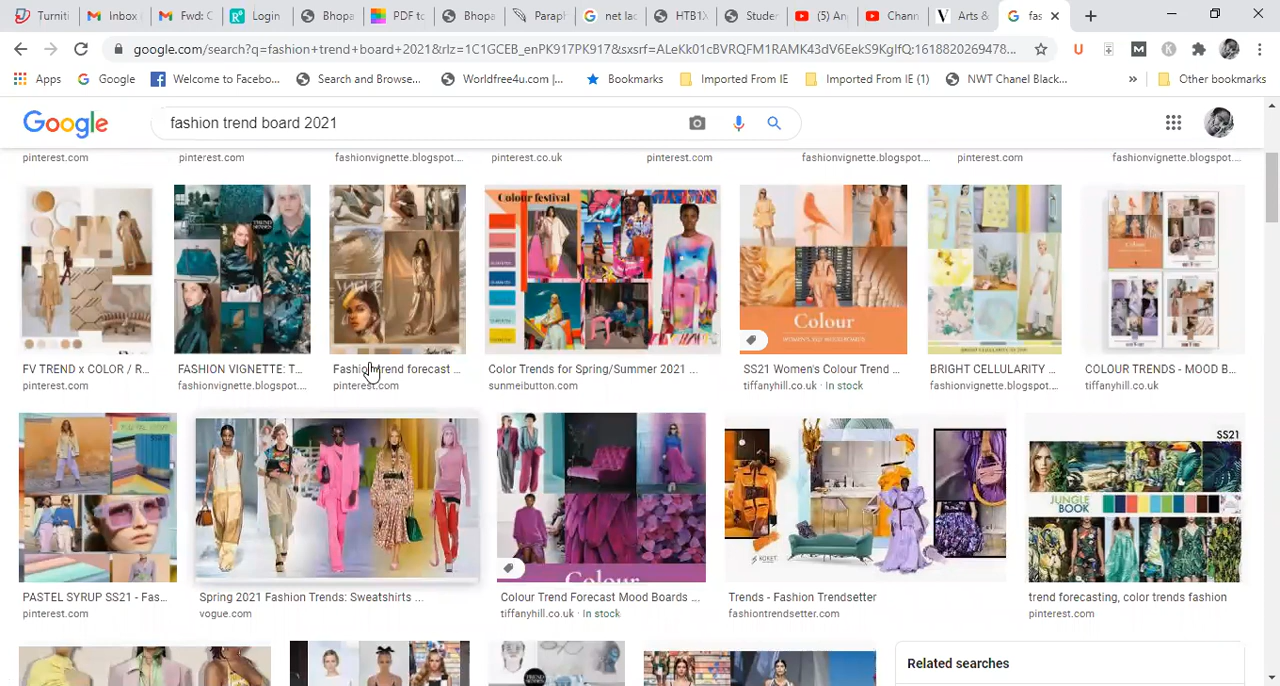 Turniti
Inbox (
Fwd: C
Login
Bhopa
PDF to
Bhopa
Paraph
net lac
HTB1X
Studer
(5) An
Chann
Arts &
fas
google.com/search?q=fashion+trend+board+2021&rlz=1C1GCEB_enPK917PK917&sxsrf=ALeKk01cBVRQFM1RAMK43dV6EekS9KgIfQ:1618820269478...
Apps
Google
Welcome to Facebo...
Search and Browse...
Worldfree4u.com |...
Bookmarks
Imported From IE
Imported From IE (1)
NWT Chanel Black...
»
Other bookmarks
Google
fashion trend board 2021
pinterest.com
pinterest.com
fashionvignette.blogspot....
pinterest.co.uk
pinterest.com
fashionvignette.blogspot....
pinterest.com
fashionvignette.blogspot....
VOGUE
Colour festival
Colour
FV TREND x COLOR / R...
FASHION VIGNETTE: T...
Fashion trend forecast ...
Color Trends for Spring/Summer 2021 ...
SS21 Women's Colour Trend ...
BRIGHT CELLULARITY ...
COLOUR TRENDS - MOOD B...
pinterest.com
fashionvignette.blogspot....
pinterest.com
sunmeibutton.com
tiffanyhill.co.uk · In stock
fashionvignette.blogspot....
tiffanyhill.co.uk
SS21
JUNGLE
BOOK
KOKET
Colour
PASTEL SYRUP SS21 - Fas...
Spring 2021 Fashion Trends: Sweatshirts ...
Colour Trend Forecast Mood Boards ...
Trends - Fashion Trendsetter
trend forecasting, color trends fashion
pinterest.com
vogue.com
tiffanyhill.co.uk · In stock
fashiontrendsetter.com
pinterest.com
Related searches